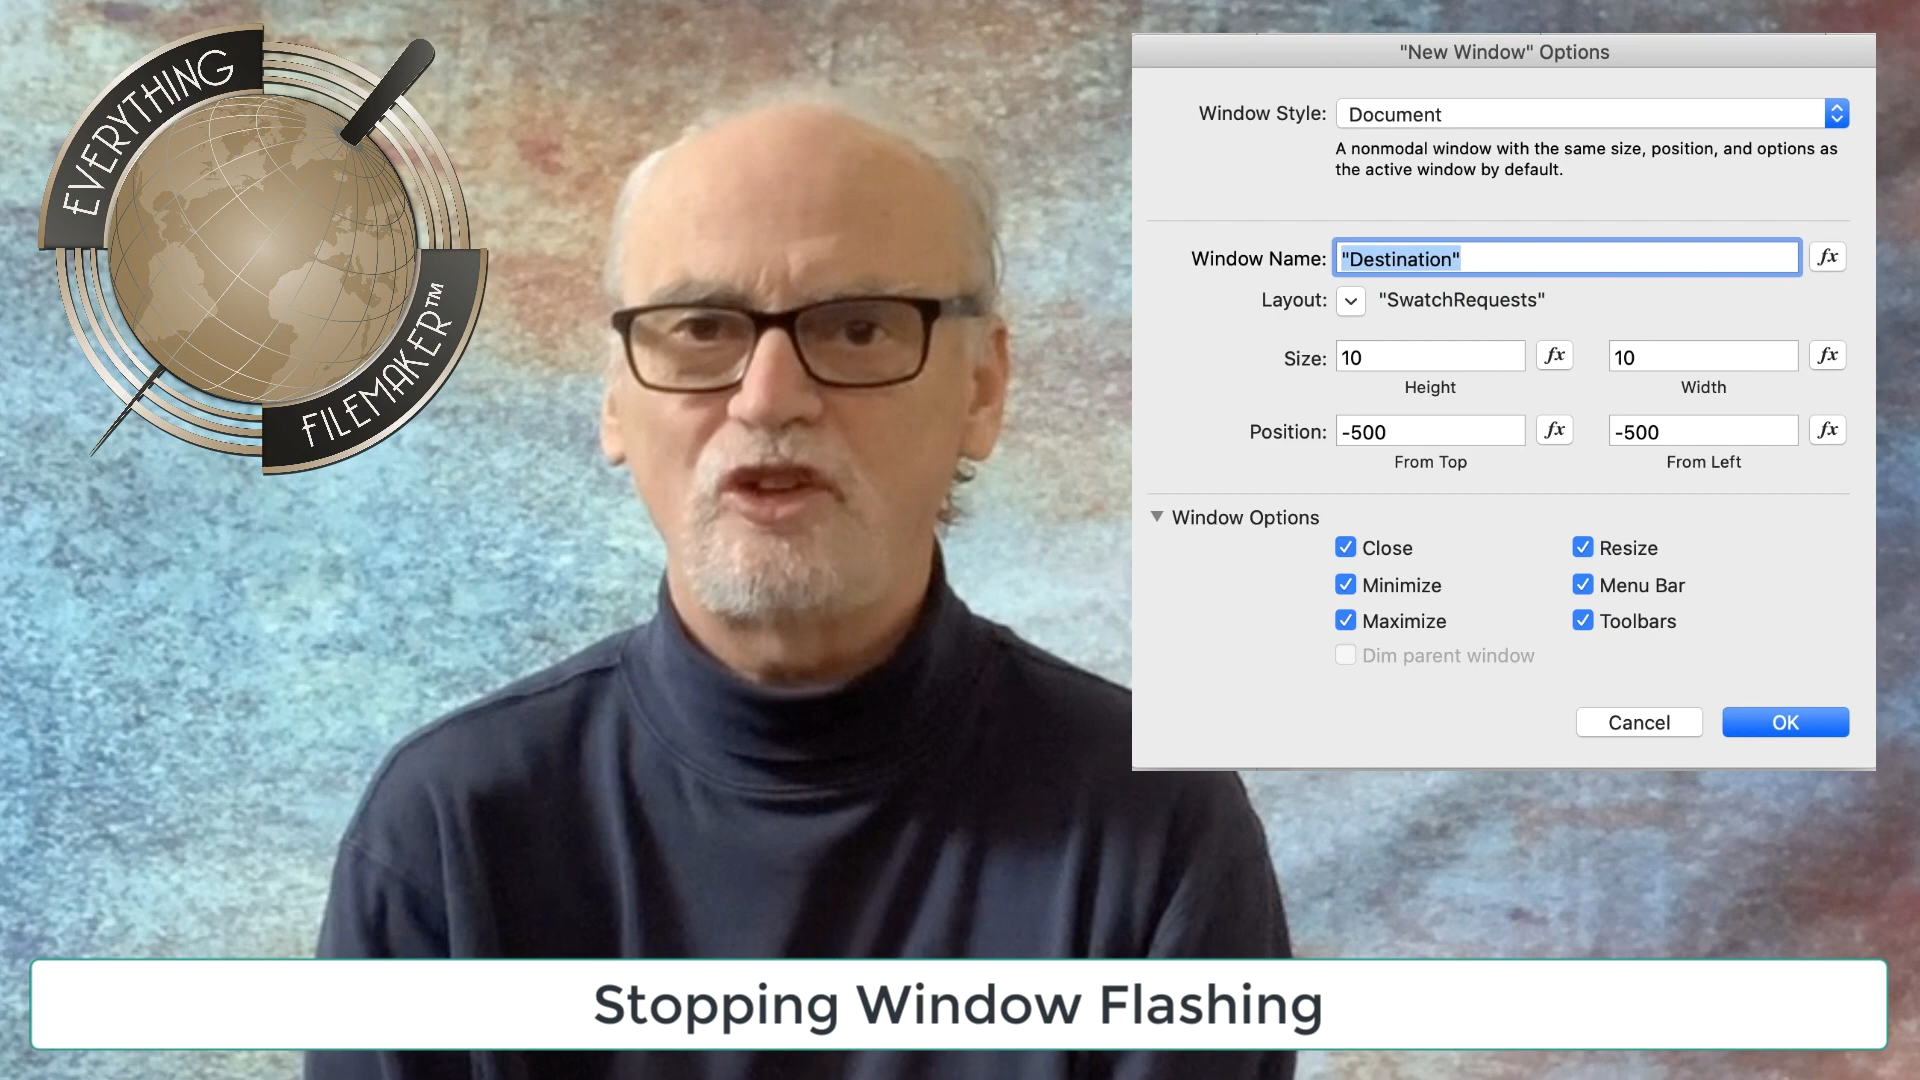 EVERYTHING
FILEMAKER™
"New Window" Options
Window Style: Document
A nonmodal window with the same size, position, and options as
the active window by default.
Window Name: "Destination" fx
Layout: "SwatchRequests"
Size: 10 fx 10 fx
Height Width
Position: -500 fx -500 fx
From Top From Left
Window Options
Close Resize
Minimize Menu Bar
Maximize Toolbars
Dim parent window
Cancel OK
Stopping Window Flashing